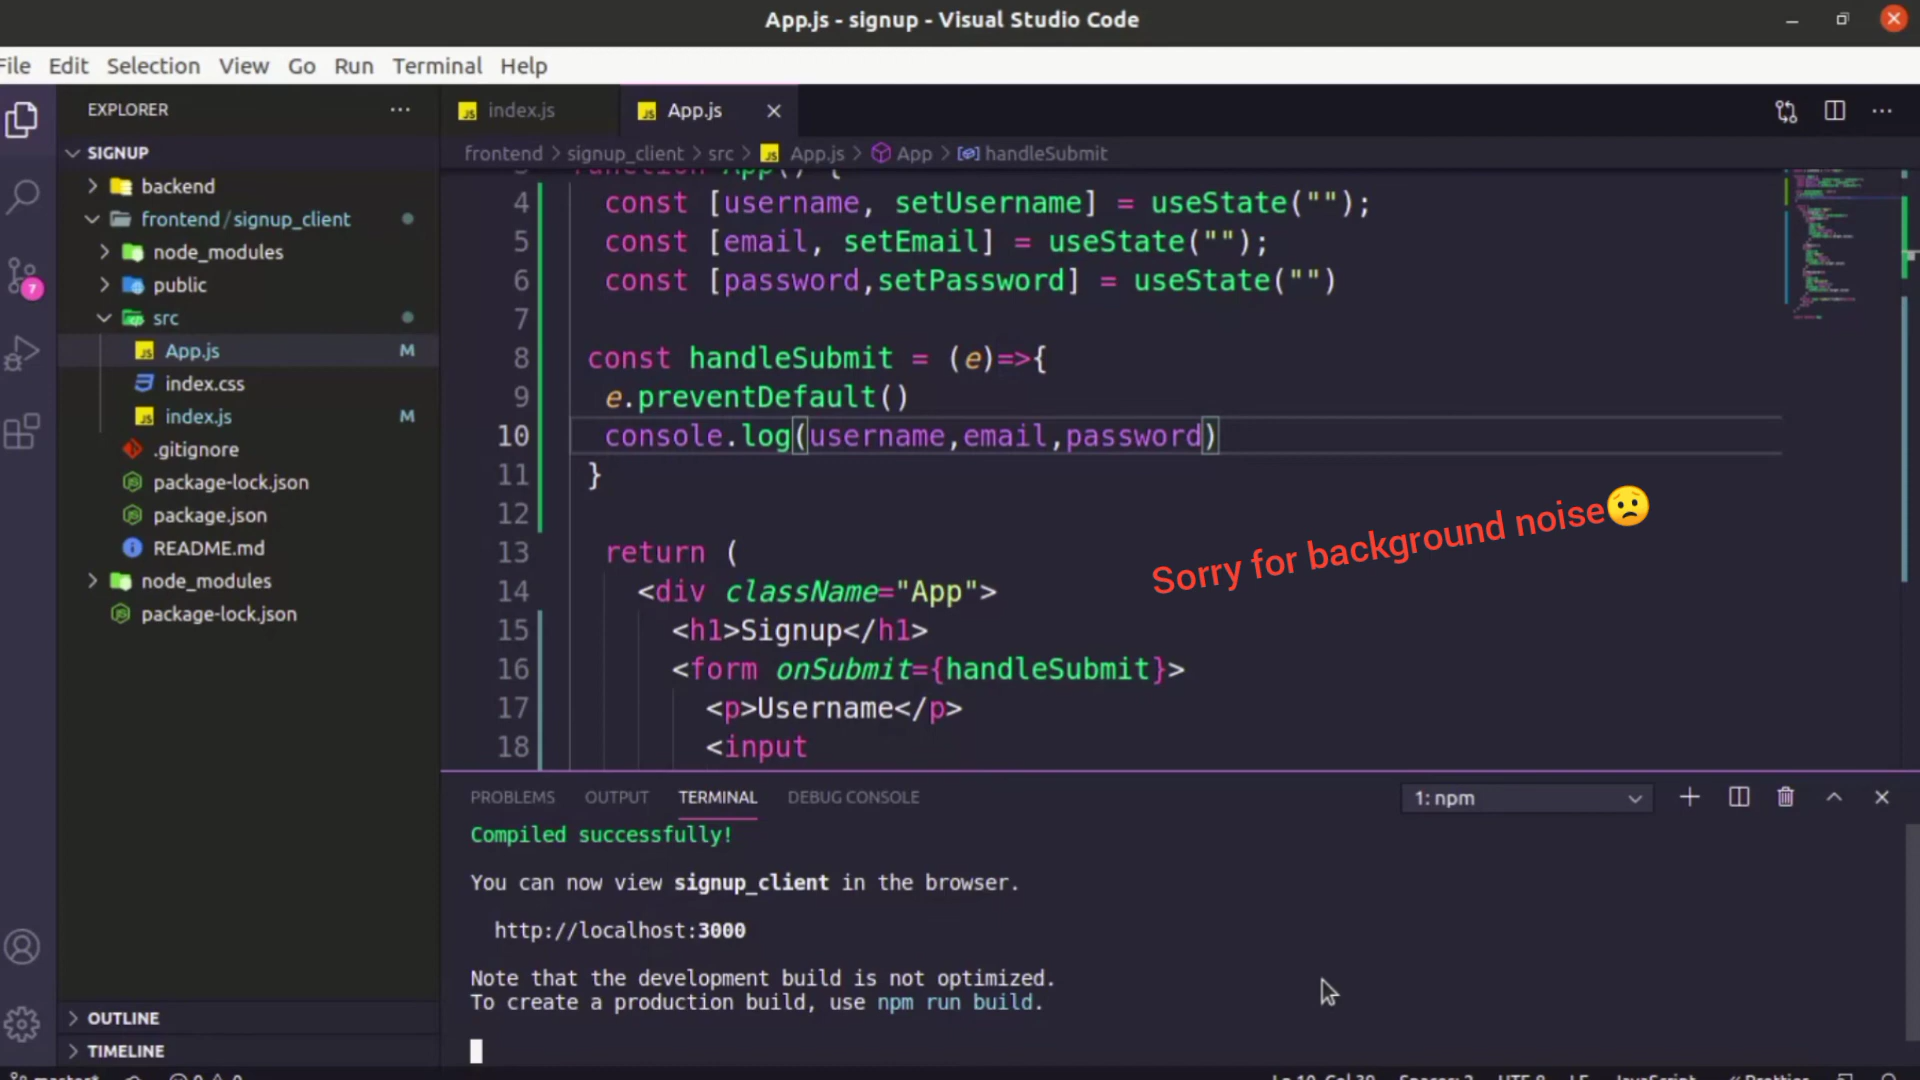 App.js - signup - Visual Studio Code
File Edit Selection View Go Run Terminal Help
EXPLORER
SIGNUP
backend
frontend / signup_client
node_modules
public
src
App.js M
index.css
index.js M
.gitignore
package-lock.json
package.json
README.md
node_modules
package-lock.json
OUTLINE
TIMELINE
7
index.js
App.js
frontend > signup_client > src > App.js > App > handleSubmit
function App() {
4 const [username, setUsername] = useState("");
5 const [email, setEmail] = useState("");
6 const [password,setPassword] = useState("")
7
8 const handleSubmit = (e)=>{
9 e.preventDefault()
10 console.log(username,email,password)
11 }
12
13 return (
14 <div className="App">
15 <h1>Signup</h1>
16 <form onSubmit={handleSubmit}>
17 <p>Username</p>
18 <input
Sorry for background noise😟
PROBLEMS OUTPUT TERMINAL DEBUG CONSOLE
1: npm
Compiled successfully!
You can now view signup_client in the browser.
http://localhost:3000
Note that the development build is not optimized.
To create a production build, use npm run build.